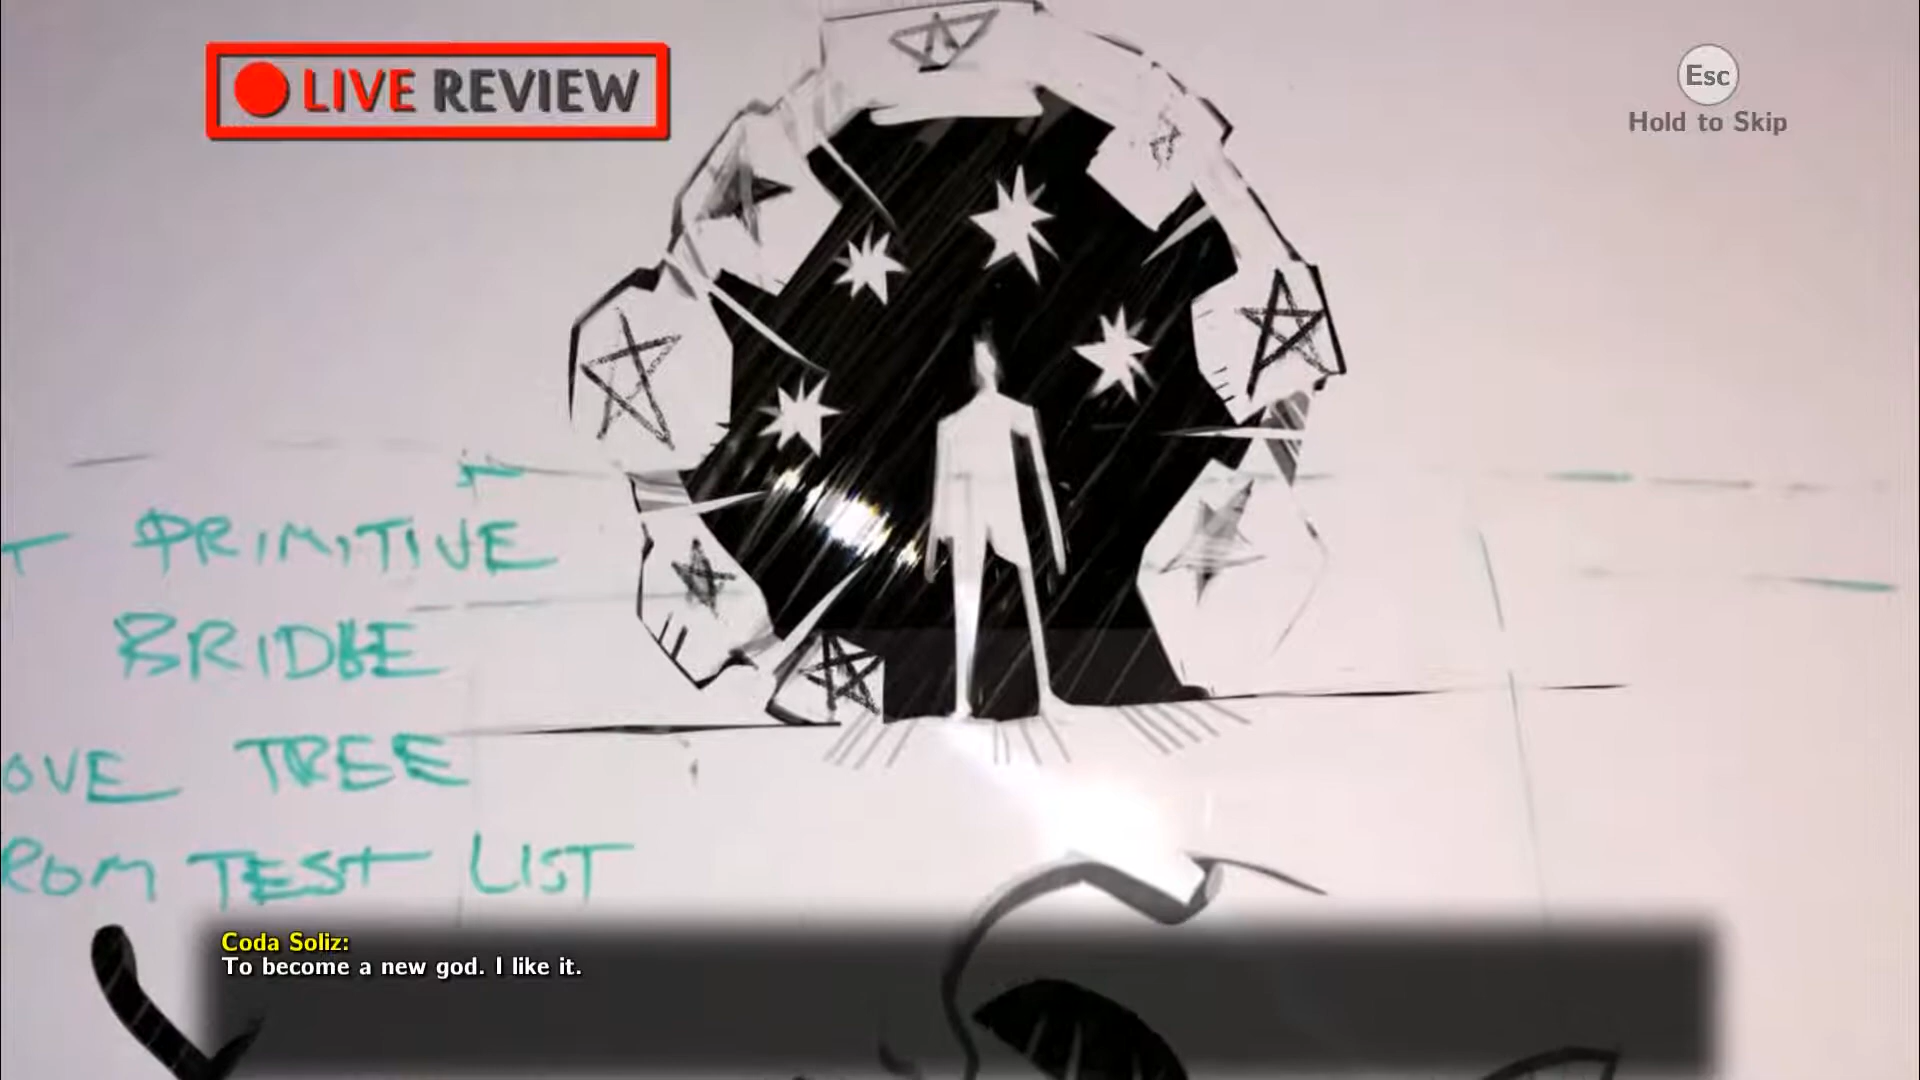 LIVE REVIEW
Esc
Hold to Skip
PRIMITIVE
BRIDGE
OVE TREE
ROM TEST LIST
Coda Soliz:
To become a new god. I like it.